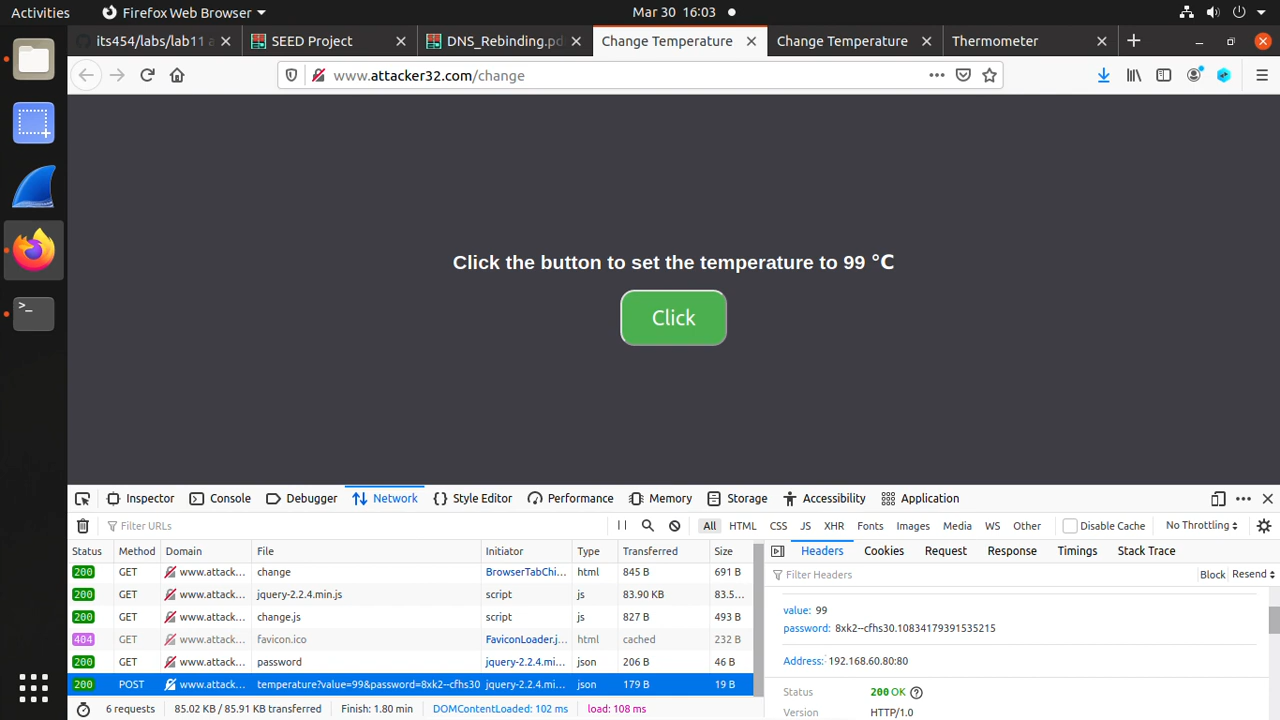 Activities Firefox Web Browser Mar 30 16:03
its454/labs/lab11 a SEED Project DNS_Rebinding.pd Change Temperature Change Temperature Thermometer
www.attacker32.com/change
Click the button to set the temperature to 99 °C
Click
Inspector Console Debugger Network Style Editor Performance Memory Storage Accessibility Application
Filter URLs All HTML CSS JS XHR Fonts Images Media WS Other Disable Cache No Throttling
Status Method Domain File Initiator Type Transferred Size Headers Cookies Request Response Timings Stack Trace
200 GET www.attack... change BrowserTabChi... html 845 B 691 B Filter Headers Block Resend
200 GET www.attack... jquery-2.2.4.min.js script js 83.90 KB 83.5...
200 GET www.attack... change.js script js 827 B 493 B
404 GET www.attack... favicon.ico FaviconLoader.j... html cached 232 B
200 GET www.attack... password jquery-2.2.4.mi... json 206 B 46 B
200 POST www.attack... temperature?value=99&password=8xk2--cfhs30 jquery-2.2.4.mi... json 179 B 19 B
value: 99
password: 8xk2--cfhs30.10834179391535215
Address: 192.168.60.80:80
Status 200 OK
Version HTTP/1.0
6 requests 85.02 KB / 85.91 KB transferred Finish: 1.80 min DOMContentLoaded: 102 ms load: 108 ms